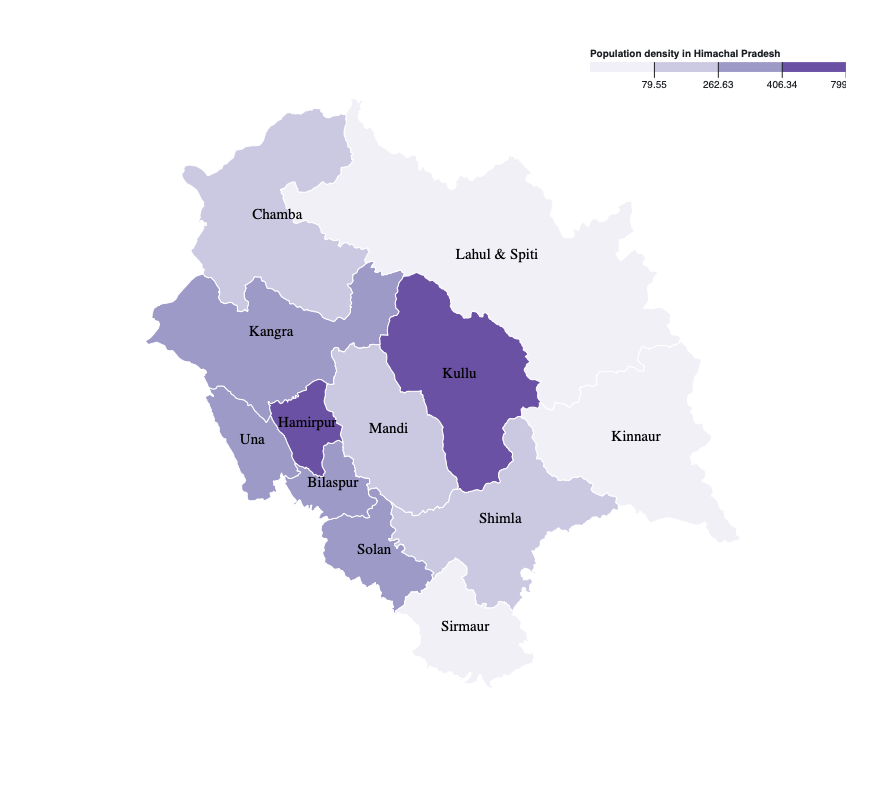 Population density in Himachal Pradesh
79.55 262.63 406.34 799
Chamba
Lahul & Spiti
Kangra
Kullu
Hamirpur
Mandi
Una
Kinnaur
Bilaspur
Shimla
Solan
Sirmaur